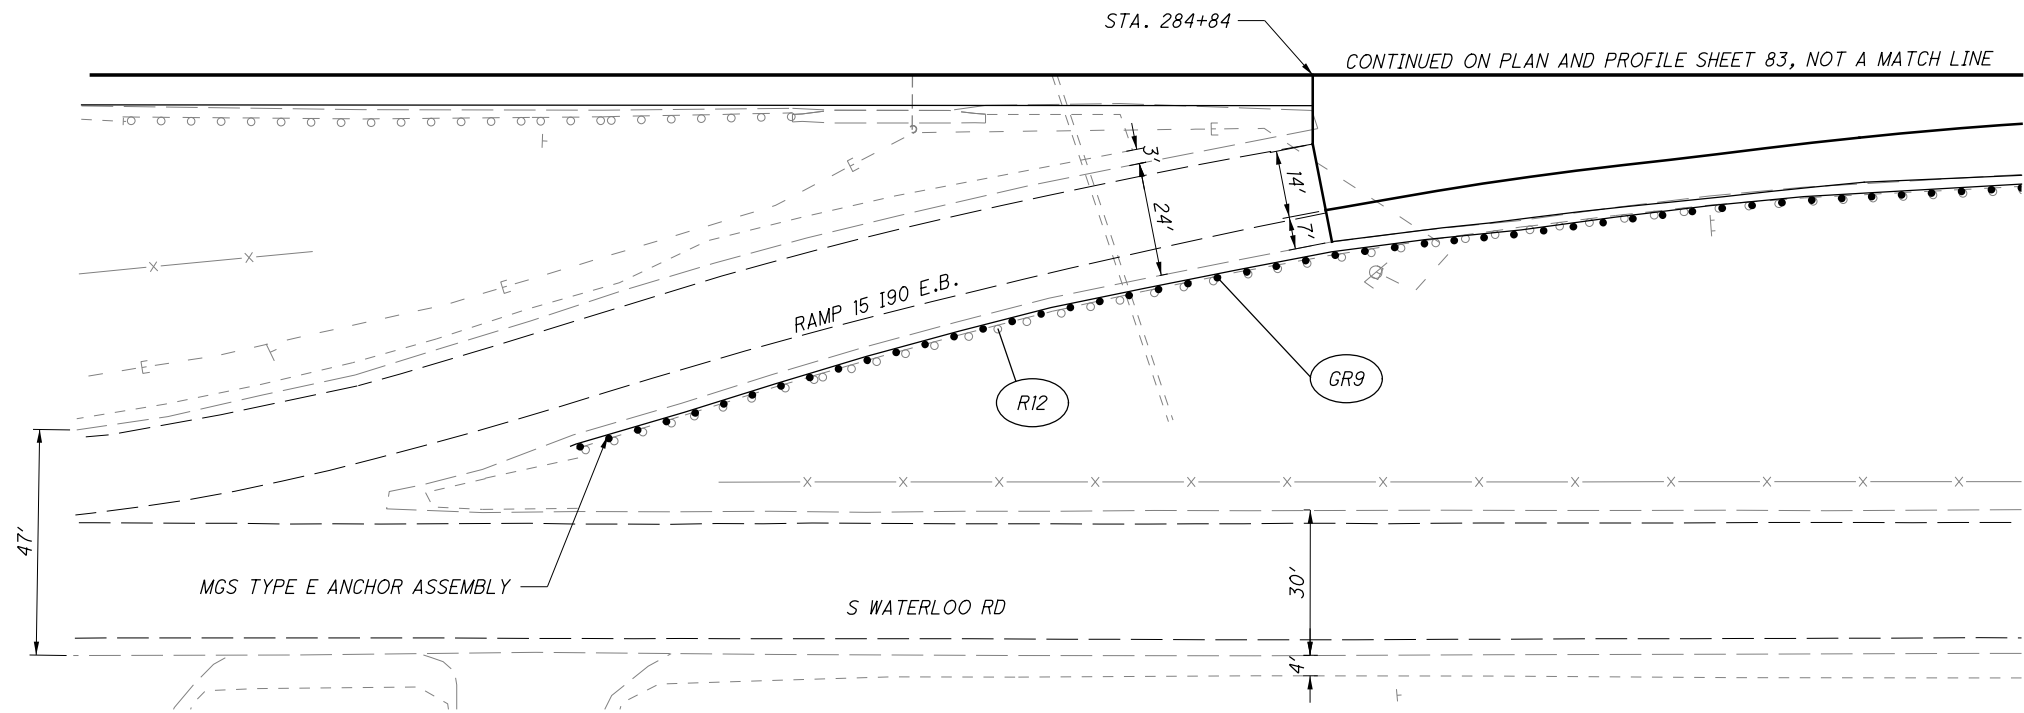 STA. 284+84
CONTINUED ON PLAN AND PROFILE SHEET 83, NOT A MATCH LINE
E
3'
E
14'
24'
7'
X
X
E
RAMP 15 I90 E.B.
E
GR9
R12
X X X X X X X X X X X X X
47'
MGS TYPE E ANCHOR ASSEMBLY
30'
S WATERLOO RD
4'